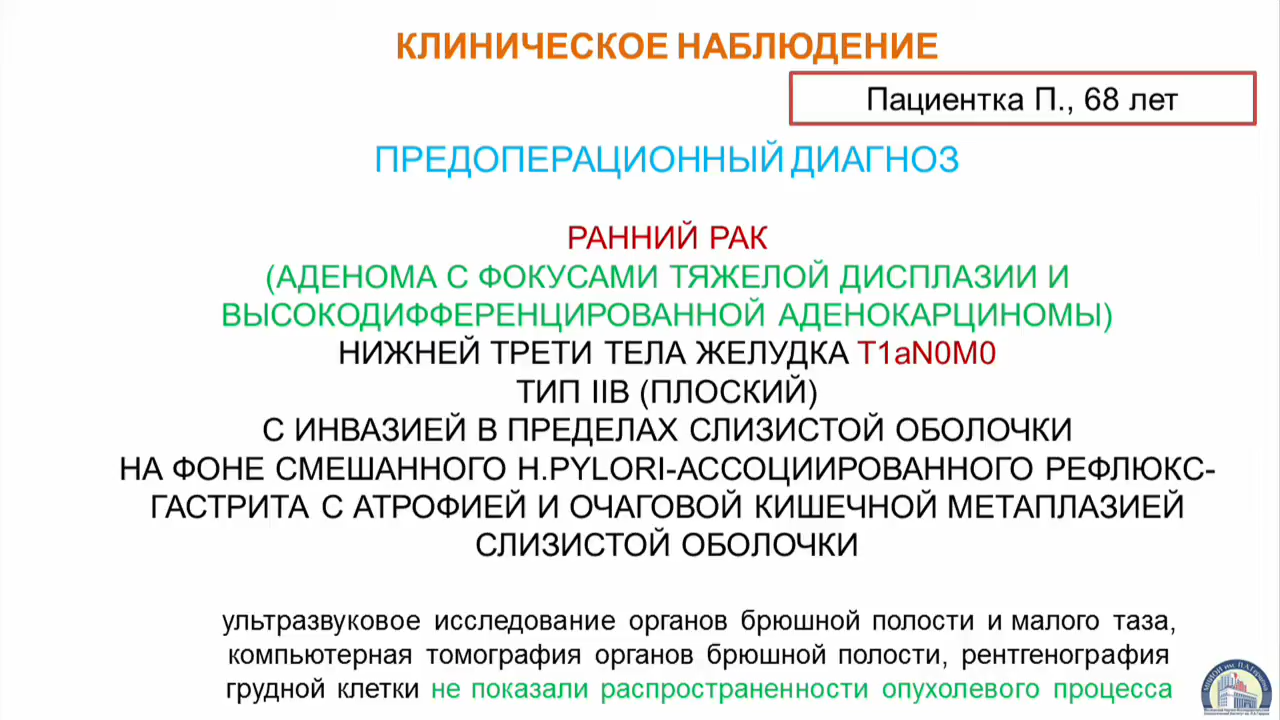 КЛИНИЧЕСКОЕ НАБЛЮДЕНИЕ
Пациентка П., 68 лет
ПРЕДОПЕРАЦИОННЫЙ ДИАГНОЗ
РАННИЙ РАК
(АДЕНОМА С ФОКУСАМИ ТЯЖЕЛОЙ ДИСПЛАЗИИ И
ВЫСОКОДИФФЕРЕНЦИРОВАННОЙ АДЕНОКАРЦИНОМЫ)
НИЖНЕЙ ТРЕТИ ТЕЛА ЖЕЛУДКА T1aN0M0
ТИП IIB (ПЛОСКИЙ)
С ИНВАЗИЕЙ В ПРЕДЕЛАХ СЛИЗИСТОЙ ОБОЛОЧКИ
НА ФОНЕ СМЕШАННОГО H.PYLORI-АССОЦИИРОВАННОГО РЕФЛЮКС-
ГАСТРИТА С АТРОФИЕЙ И ОЧАГОВОЙ КИШЕЧНОЙ МЕТАПЛАЗИЕЙ
СЛИЗИСТОЙ ОБОЛОЧКИ
ультразвуковое исследование органов брюшной полости и малого таза,
компьютерная томография органов брюшной полости, рентгенография
грудной клетки не показали распространенности опухолевого процесса